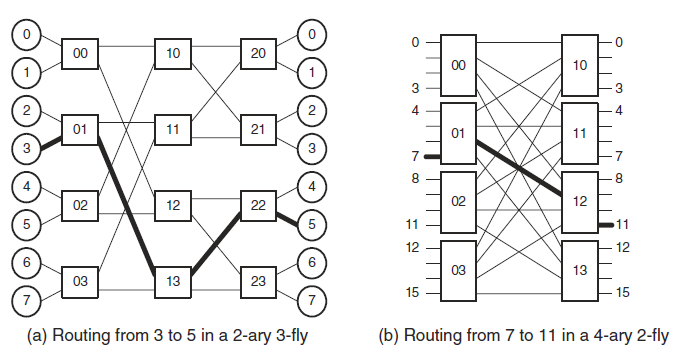 0 00 10 20 0
1 1
2 01 11 21 2
3 3
4 02 12 22 4
5 5
6 03 13 23 6
7 7
(a) Routing from 3 to 5 in a 2-ary 3-fly
0 00 10 0
3 3
4 01 11 4
7 7
8 02 12 8
11 11
12 03 13 12
15 15
(b) Routing from 7 to 11 in a 4-ary 2-fly